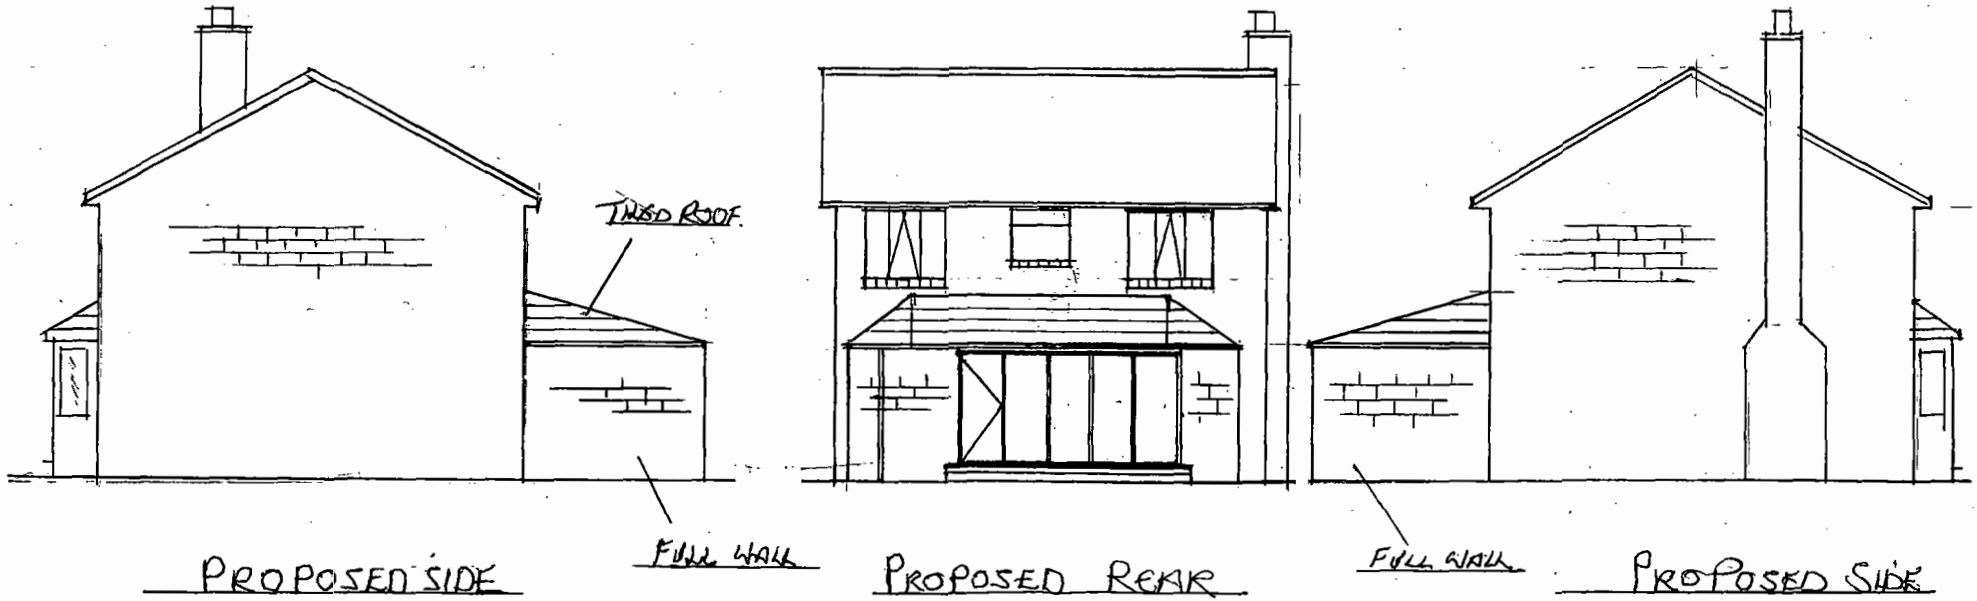 TILED ROOF.
FULL WALL
FULL WALL
PROPOSED SIDE
PROPOSED REAR
PROPOSED SIDE